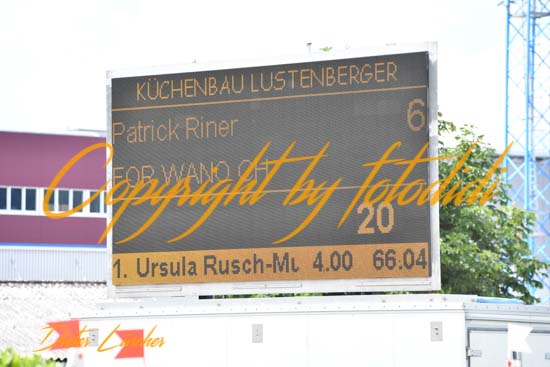 KÜCHENBAU LUSTENBERGER
Patrick Riner 6
FOR WANO CH
Copyright by fotodidi
20
1. Ursula Rusch-Mu 4.00 66.04